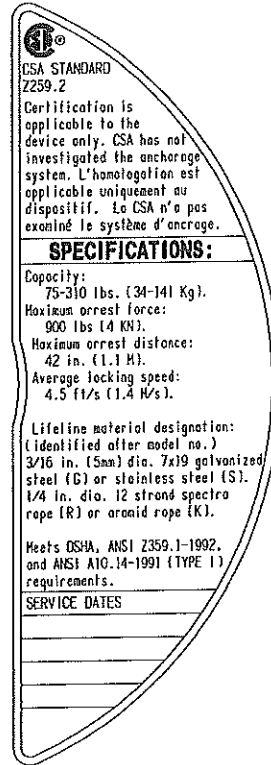 ®
CSA STANDARD
Z259.2
Certification is
applicable to the
device only. CSA has not
investigated the anchorage
system. L'homologation est
applicable uniquement au
dispositif. La CSA n'a pas
examiné le système d'ancrage.
SPECIFICATIONS:
Capacity:
75-310 lbs. (34-141 Kg).
Maximum arrest force:
900 lbs (4 KN).
Maximum arrest distance:
42 in. (1.1 M).
Average locking speed:
4.5 ft/s (1.4 M/s).
Lifeline material designation:
(identified after model no.)
3/16 in. (5mm) dia. 7x19 galvanized
steel (G) or stainless steel (S).
1/4 in. dia. 12 strand spectra
rope (R) or aramid rope (K).
Meets OSHA, ANSI Z359.1-1992,
and ANSI A10.14-1991 (TYPE 1)
requirements.
SERVICE DATES